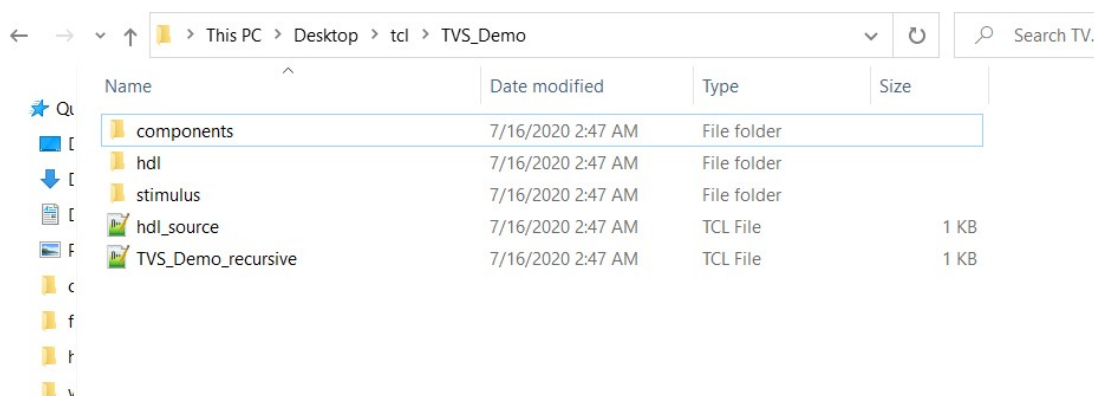 This PC > Desktop > tcl > TVS_Demo Search TV.
Name Date modified Type Size
components 7/16/2020 2:47 AM File folder
hdl 7/16/2020 2:47 AM File folder
stimulus 7/16/2020 2:47 AM File folder
hdl_source 7/16/2020 2:47 AM TCL File 1 KB
TVS_Demo_recursive 7/16/2020 2:47 AM TCL File 1 KB